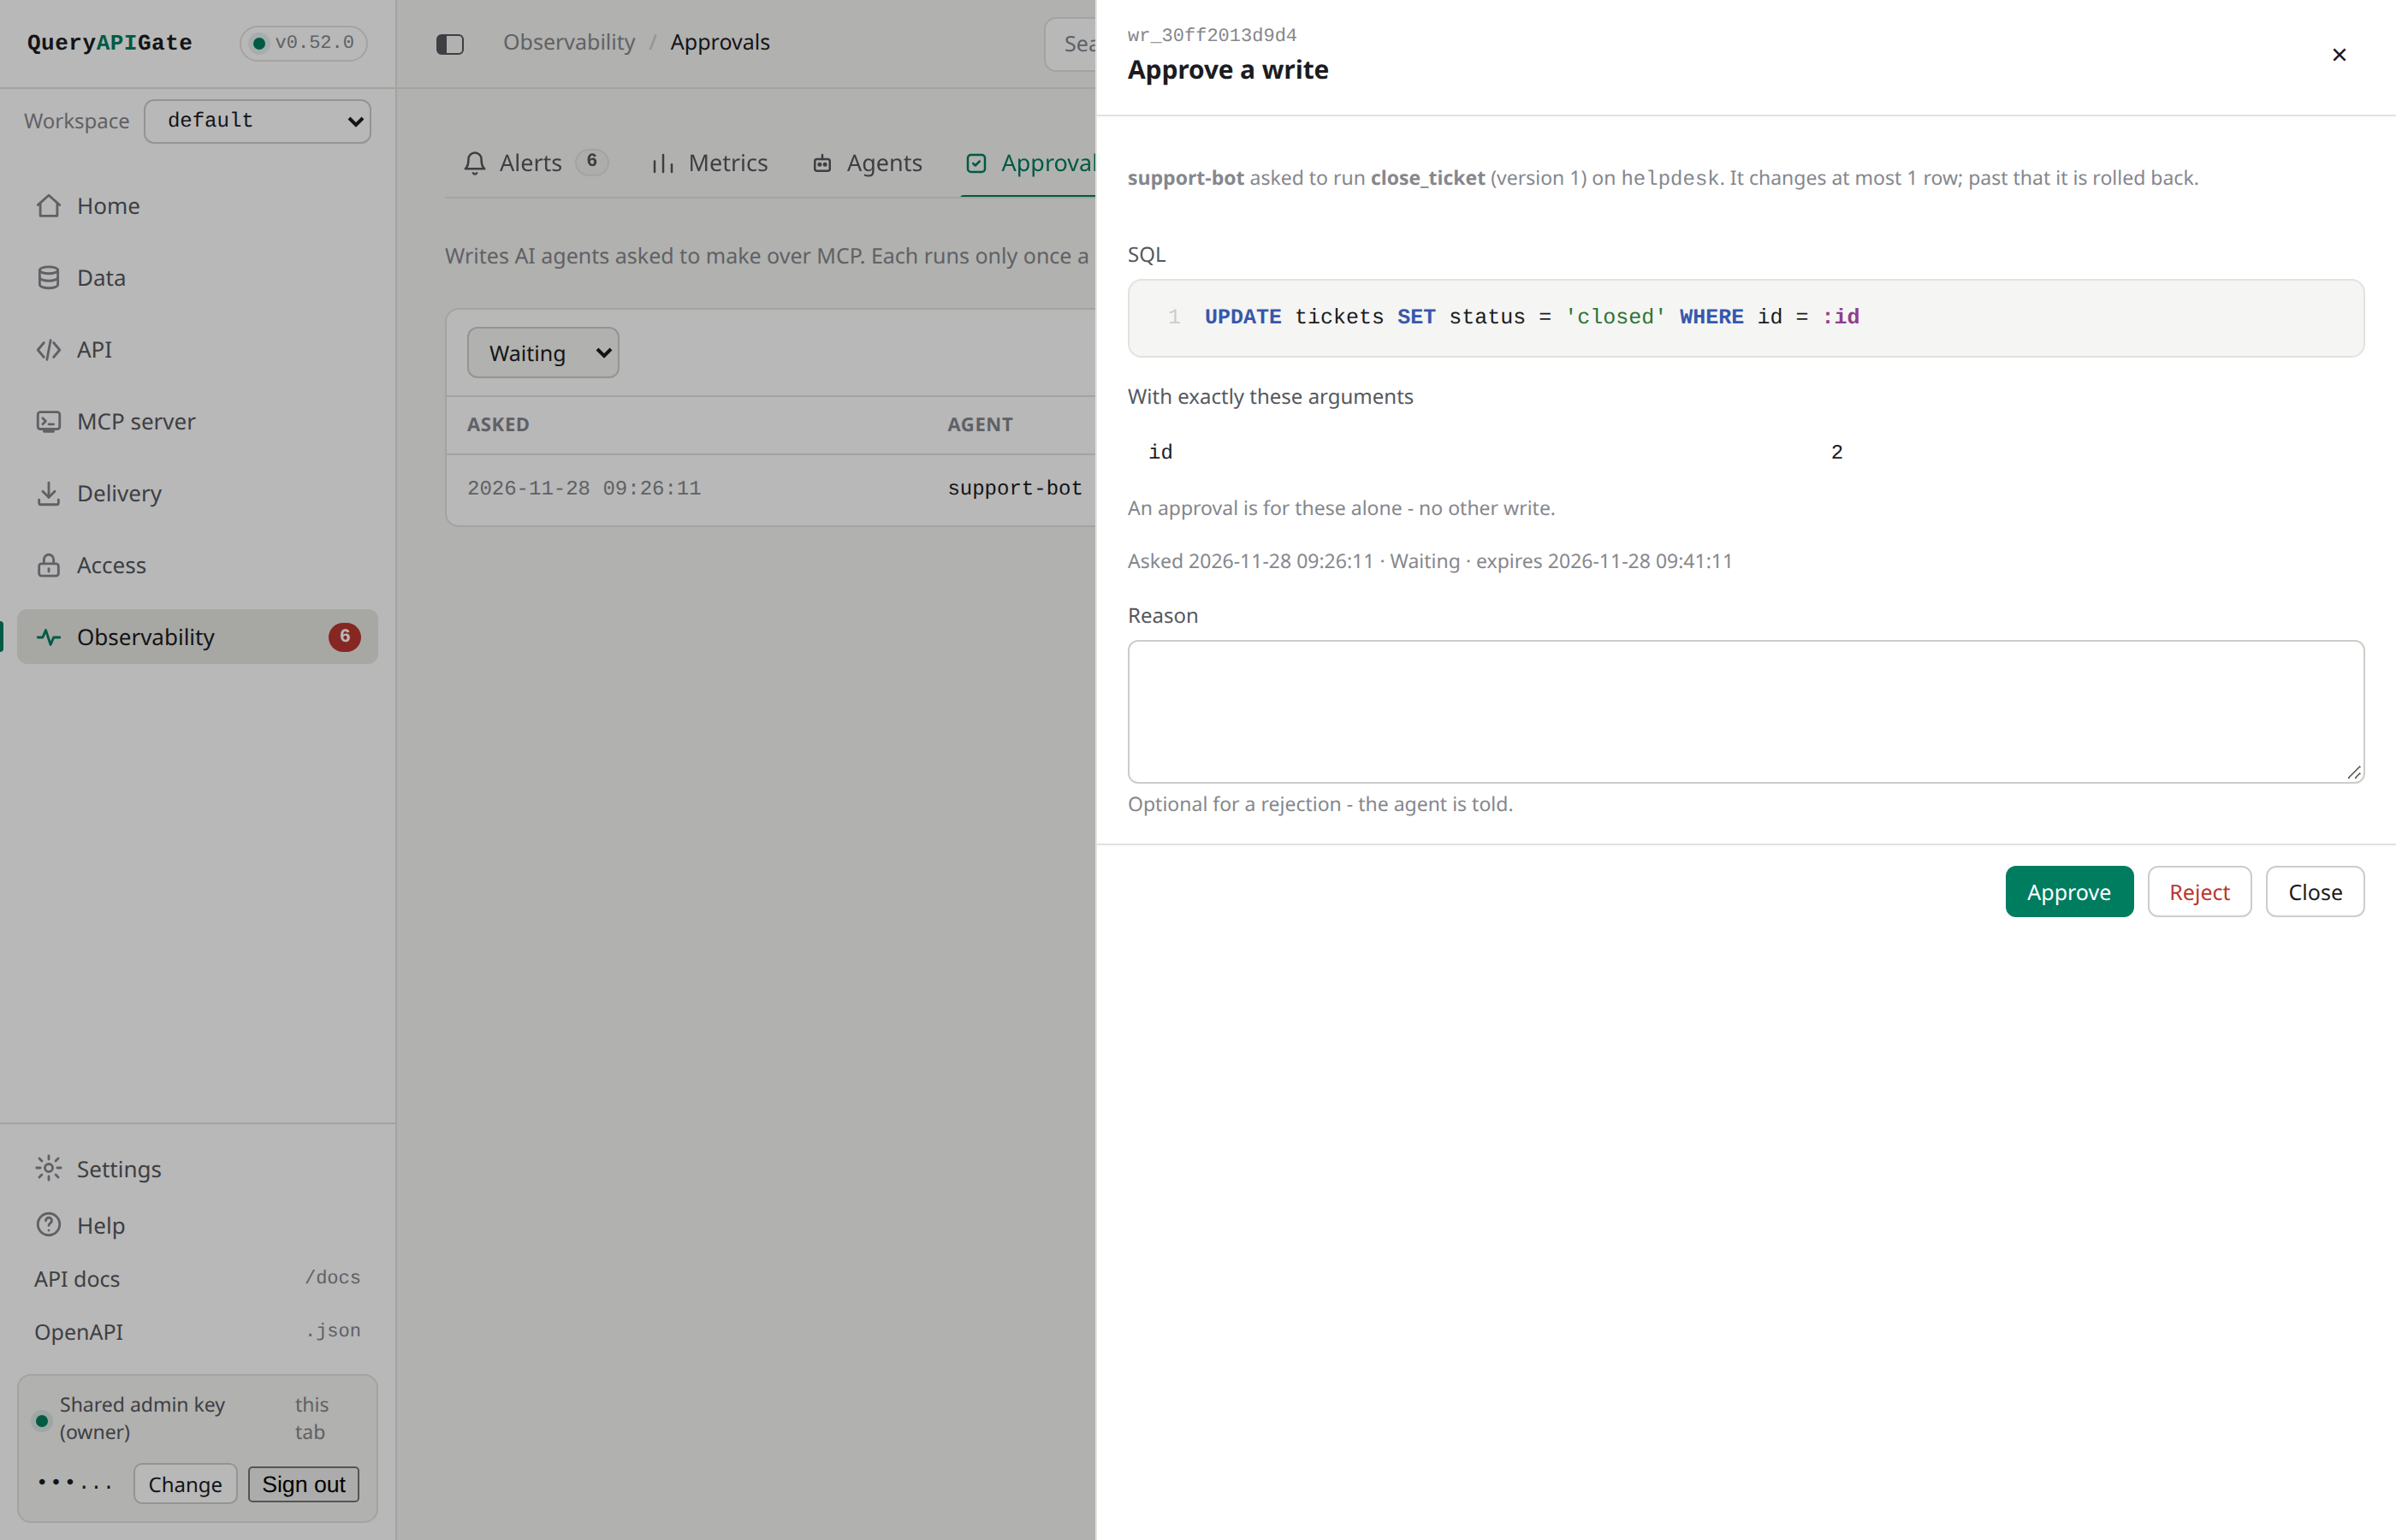 QueryAPIGate
v0.52.0
Workspace
default
Home
Data
API
MCP server
Delivery
Access
Observability
6
Settings
Help
API docs
/docs
OpenAPI
.json
Shared admin key
(owner)
this
tab
•••...
Change
Sign out
Observability / Approvals
Sea
Alerts 6
Metrics
Agents
Approval
Writes AI agents asked to make over MCP. Each runs only once a
Waiting
ASKED
AGENT
2026-11-28 09:26:11
support-bot
wr_30ff2013d9d4
Approve a write
×
support-bot asked to run close_ticket (version 1) on helpdesk. It changes at most 1 row; past that it is rolled back.
SQL
1 UPDATE tickets SET status = 'closed' WHERE id = :id
With exactly these arguments
id
2
An approval is for these alone - no other write.
Asked 2026-11-28 09:26:11 · Waiting · expires 2026-11-28 09:41:11
Reason
Optional for a rejection - the agent is told.
Approve
Reject
Close